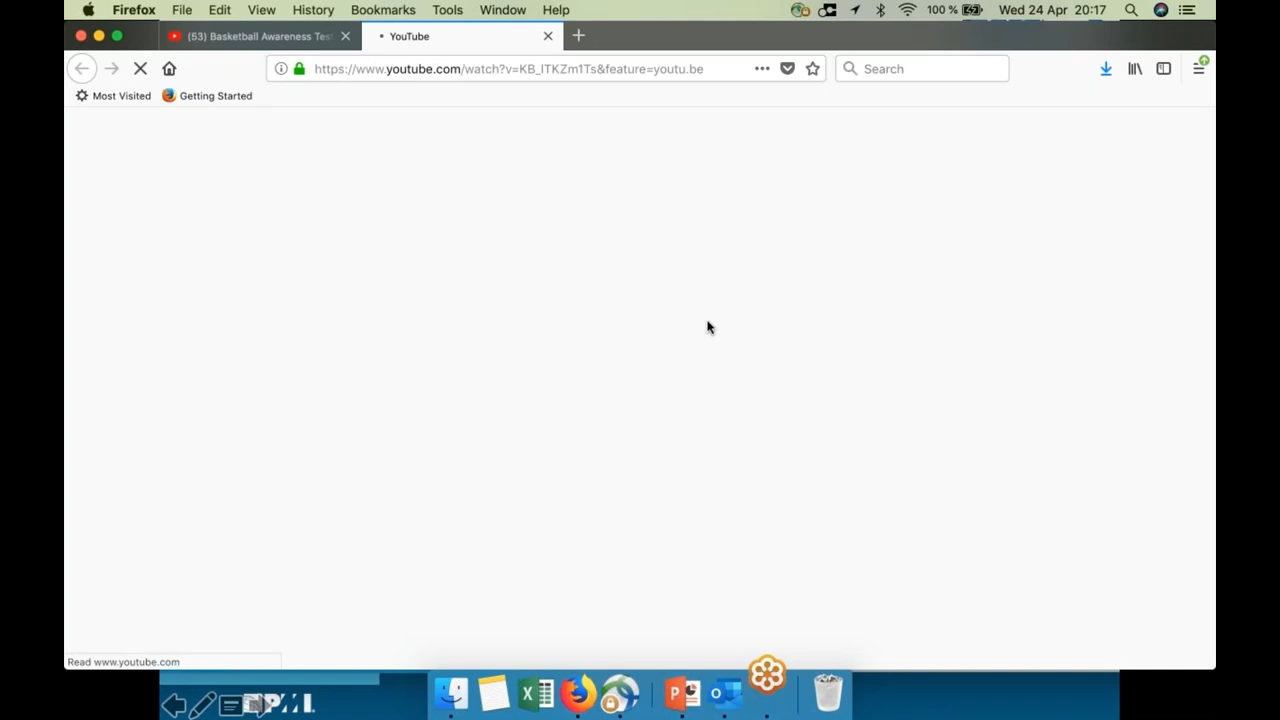 Firefox File Edit View History Bookmarks Tools Window Help 100 % Wed 24 Apr 20:17
(53) Basketball Awareness Tes
YouTube
https://www.youtube.com/watch?v=KB_lTKZm1Ts&feature=youtu.be
Search
Most Visited Getting Started
Read www.youtube.com